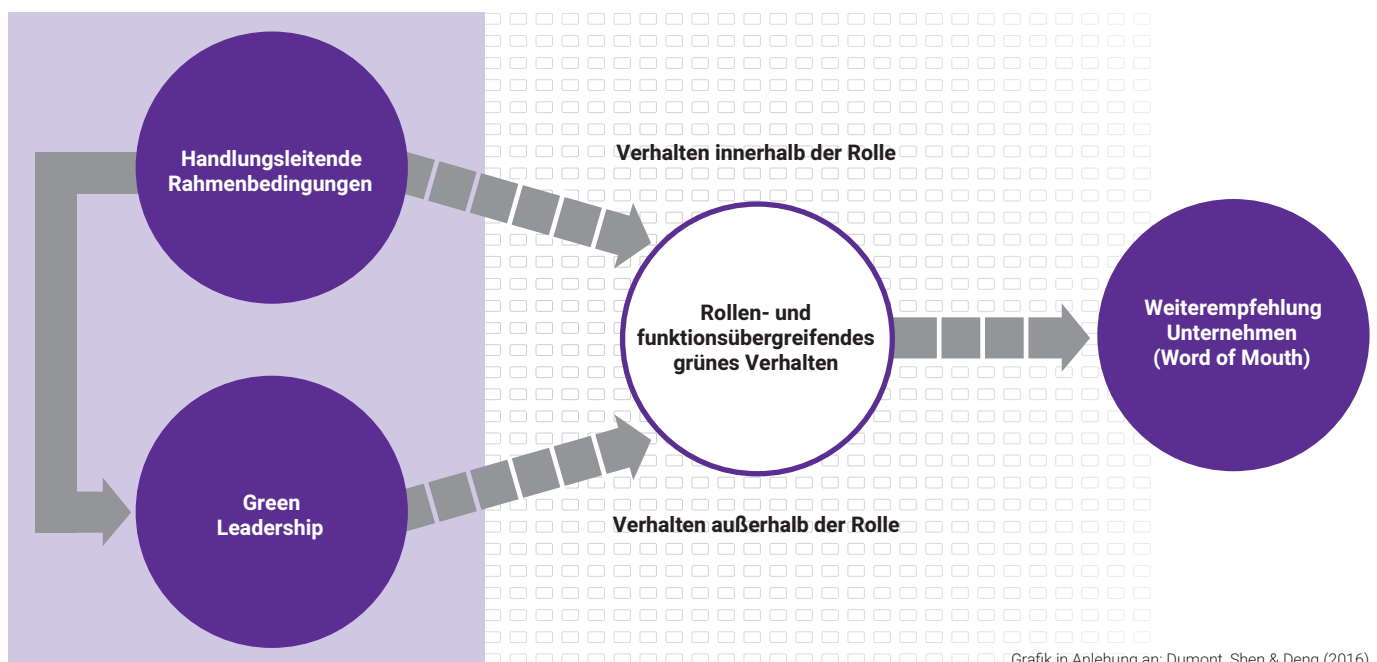 Handlungsleitende
Rahmenbedingungen
Verhalten innerhalb der Rolle
Rollen- und
funktionsübergreifendes
grünes Verhalten
Weiterempfehlung
Unternehmen
(Word of Mouth)
Green
Leadership
Verhalten außerhalb der Rolle
Grafik in Anlehung an: Dumont, Shen & Deng (2016)